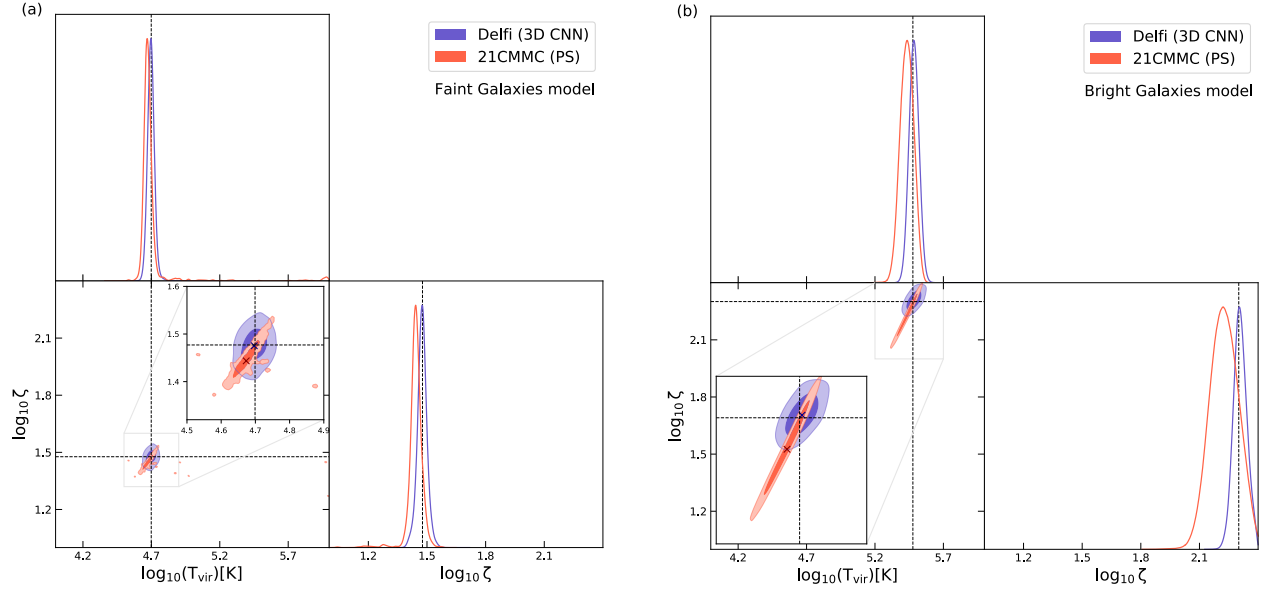 (a)
Delfi (3D CNN)
21CMMC (PS)
Faint Galaxies model
2.1
1.8
1.5
1.2
log₁₀ ζ
1.6
1.5
1.4
4.5 4.6 4.7 4.8 4.9
4.2 4.7 5.2 5.7
log₁₀(Tvir)[K]
1.2 1.5 1.8 2.1
log₁₀ ζ
(b)
Delfi (3D CNN)
21CMMC (PS)
Bright Galaxies model
2.1
1.8
1.5
1.2
log₁₀ ζ
4.2 4.7 5.2 5.7
log₁₀(Tvir)[K]
1.2 1.5 1.8 2.1
log₁₀ ζ